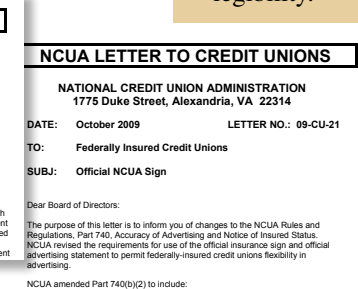 legibility.
NCUA LETTER TO CREDIT UNIONS
NATIONAL CREDIT UNION ADMINISTRATION
1775 Duke Street, Alexandria, VA 22314
DATE: October 2009 LETTER NO.: 09-CU-21
TO: Federally Insured Credit Unions
SUBJ: Official NCUA Sign
Dear Board of Directors:
The purpose of this letter is to inform you of changes to the NCUA Rules and
Regulations, Part 740, Accuracy of Advertising and Notice of Insured Status.
NCUA revised the requirements for use of the official insurance sign and official
advertising statement to permit federally-insured credit unions flexibility in
advertising.
NCUA amended Part 740(b)(2) to include: